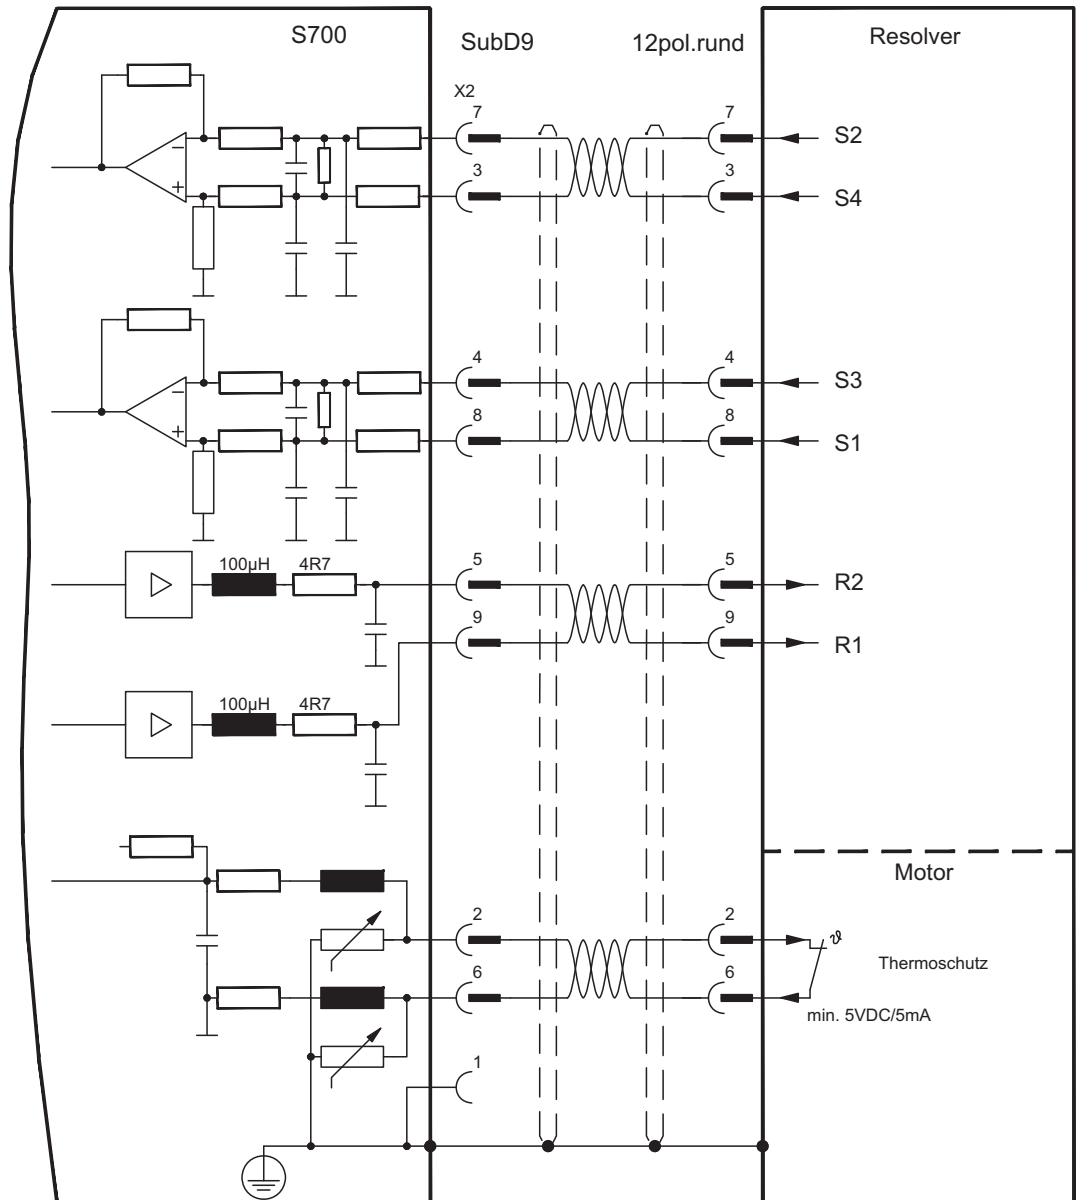 S700 SubD9 12pol.rund Resolver
X2
7 7 S2
3 3 S4
4 4 S3
8 8 S1
100µH 4R7 5 5 R2
9 9 R1
100µH 4R7
Motor
2 2 ϑ
Thermoschutz
6 6
min. 5VDC/5mA
1